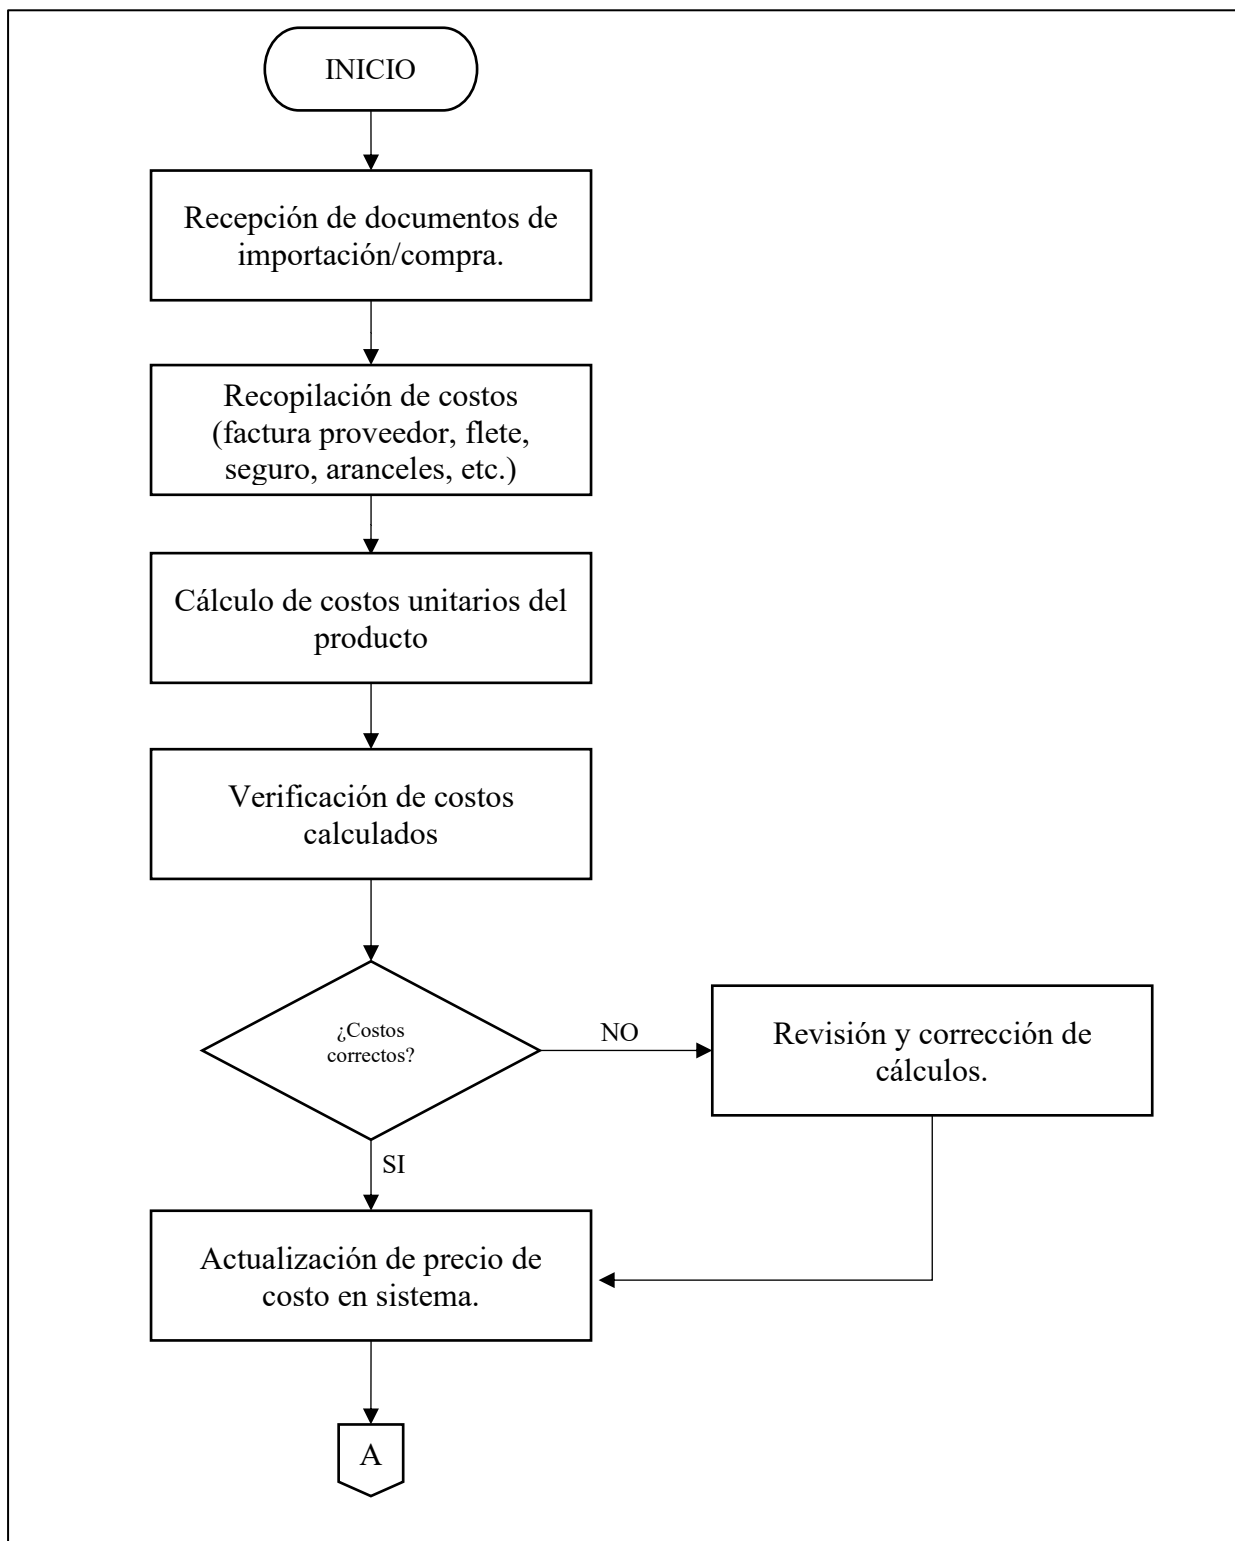 INICIO
Recepción de documentos de
importación/compra.
Recopilación de costos
(factura proveedor, flete,
seguro, aranceles, etc.)
Cálculo de costos unitarios del
producto
Verificación de costos
calculados
¿Costos
correctos?
NO
Revisión y corrección de
cálculos.
SI
Actualización de precio de
costo en sistema.
A